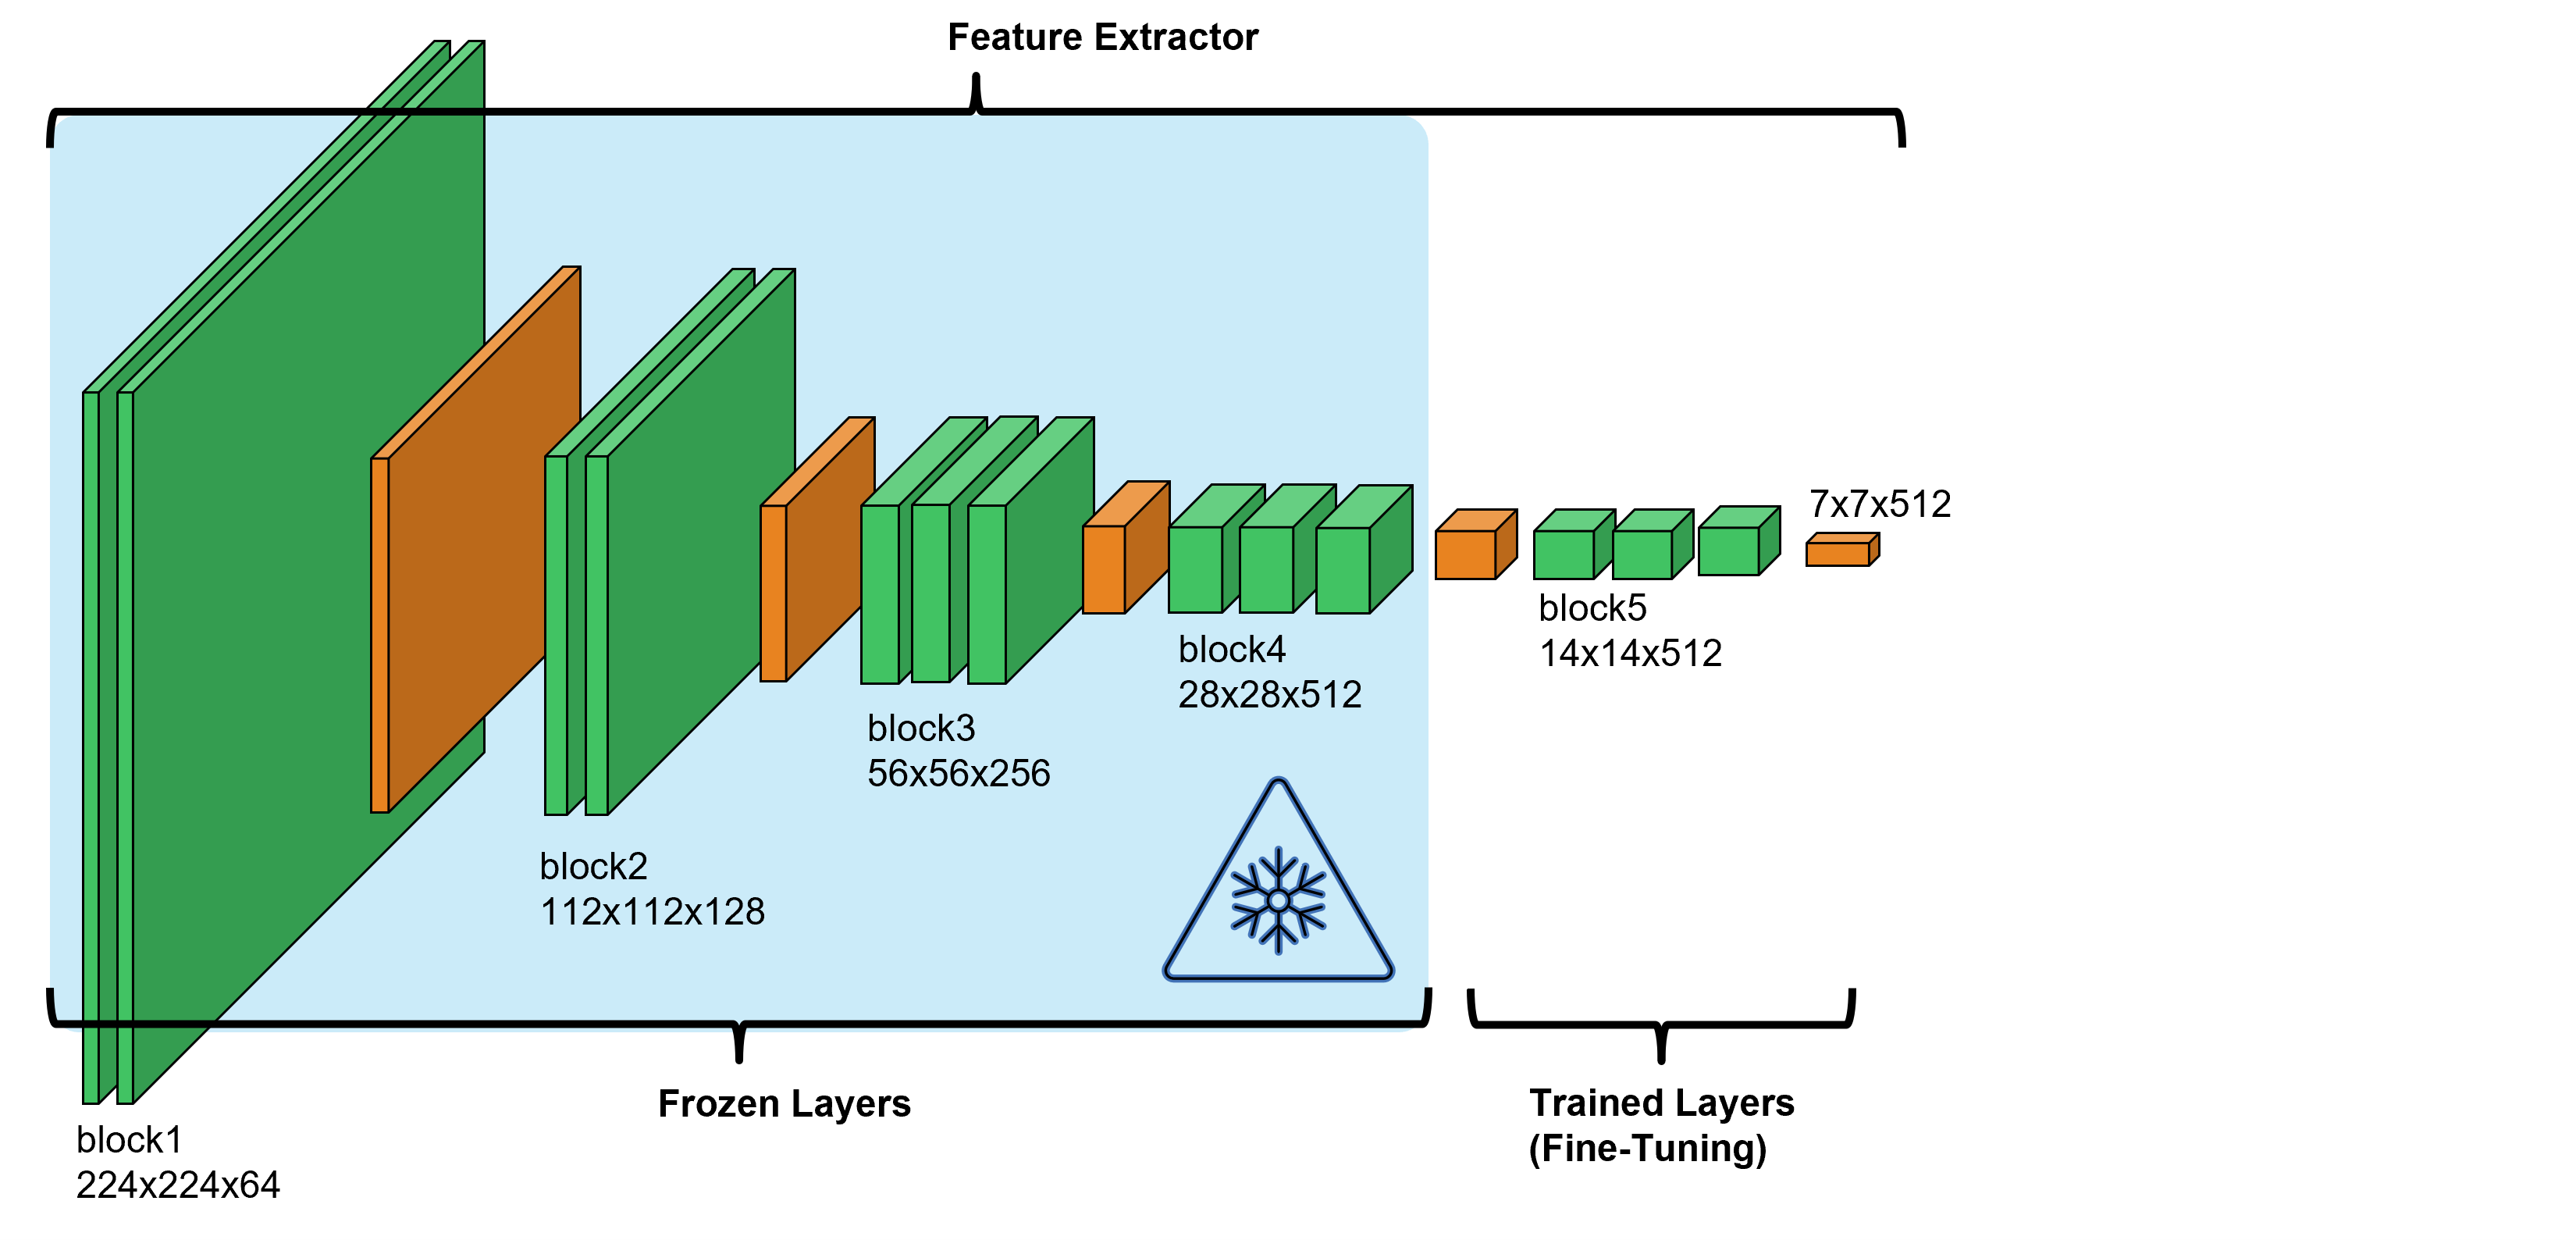 Feature Extractor
7x7x512
block5
14x14x512
block4
28x28x512
block3
56x56x256
block2
112x112x128
Frozen Layers
Trained Layers
(Fine-Tuning)
block1
224x224x64